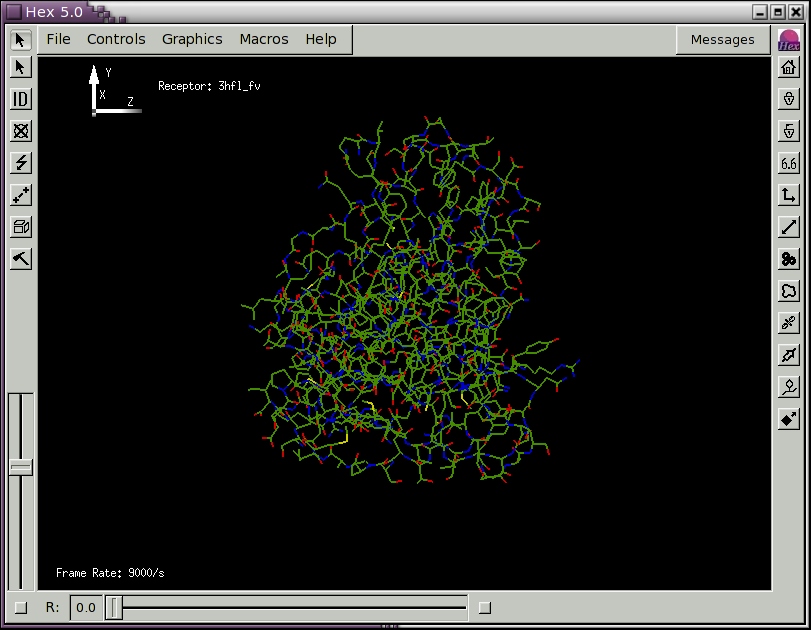 Hex 5.0
File Controls Graphics Macros Help
Messages
Hex
Y
X
Z
Receptor: 3hfl_fv
ID
6.6
Frame Rate: 9000/s
R: 0.0